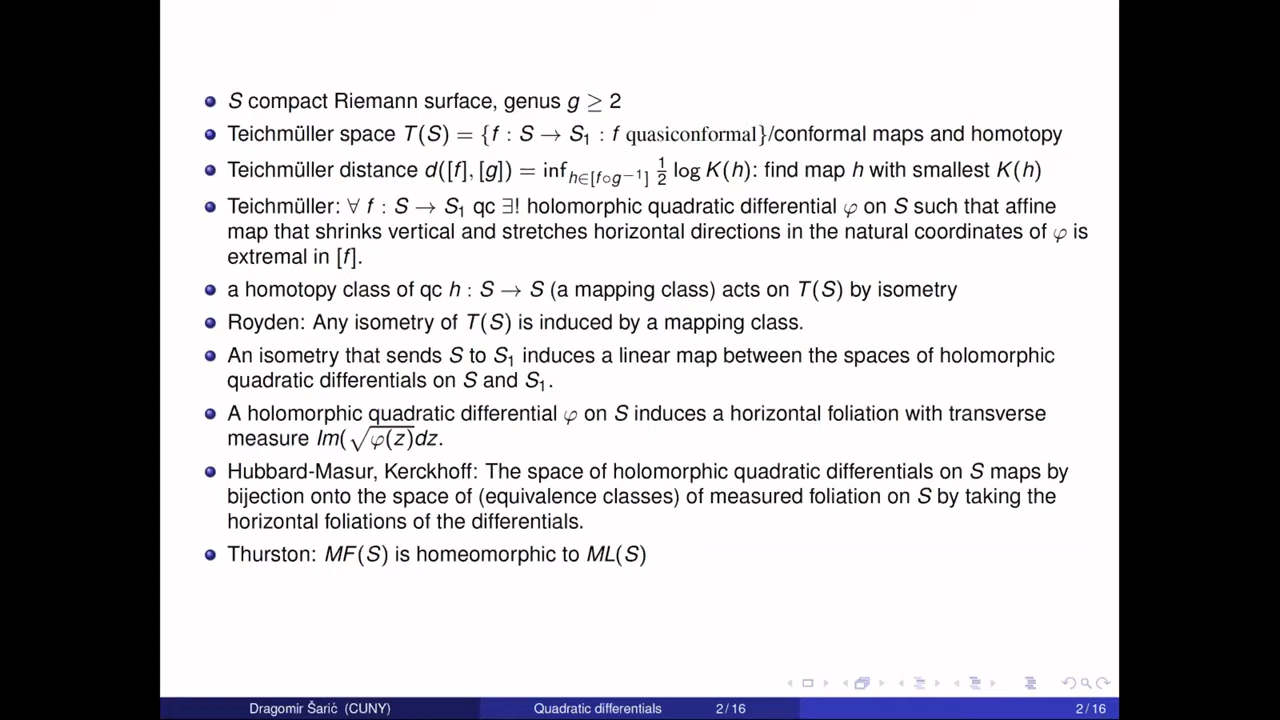 S compact Riemann surface, genus g ≥ 2
Teichmüller space T(S) = {f : S → S₁ : f quasiconformal}/conformal maps and homotopy
Teichmüller distance d([f], [g]) = inf_{h∈[f∘g⁻¹]} ½ log K(h): find map h with smallest K(h)
Teichmüller: ∀ f : S → S₁ qc ∃! holomorphic quadratic differential φ on S such that affine
map that shrinks vertical and stretches horizontal directions in the natural coordinates of φ is
extremal in [f].
a homotopy class of qc h : S → S (a mapping class) acts on T(S) by isometry
Royden: Any isometry of T(S) is induced by a mapping class.
An isometry that sends S to S₁ induces a linear map between the spaces of holomorphic
quadratic differentials on S and S₁.
A holomorphic quadratic differential φ on S induces a horizontal foliation with transverse
measure Im(√φ(z)dz.
Hubbard-Masur, Kerckhoff: The space of holomorphic quadratic differentials on S maps by
bijection onto the space of (equivalence classes) of measured foliation on S by taking the
horizontal foliations of the differentials.
Thurston: MF(S) is homeomorphic to ML(S)
Dragomir Šarić (CUNY) Quadratic differentials 2 / 16 2 / 16